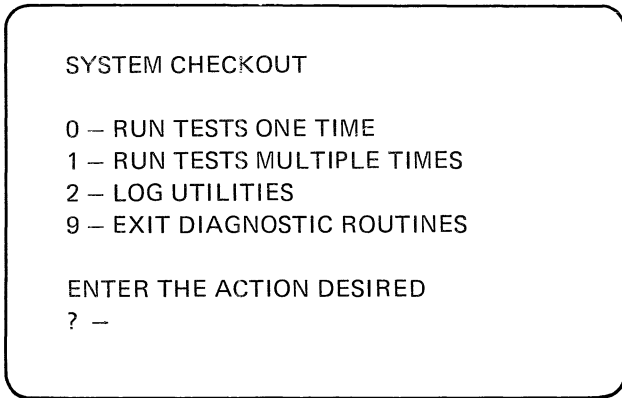 SYSTEM CHECKOUT
0 – RUN TESTS ONE TIME
1 – RUN TESTS MULTIPLE TIMES
2 – LOG UTILITIES
9 – EXIT DIAGNOSTIC ROUTINES
ENTER THE ACTION DESIRED
? –